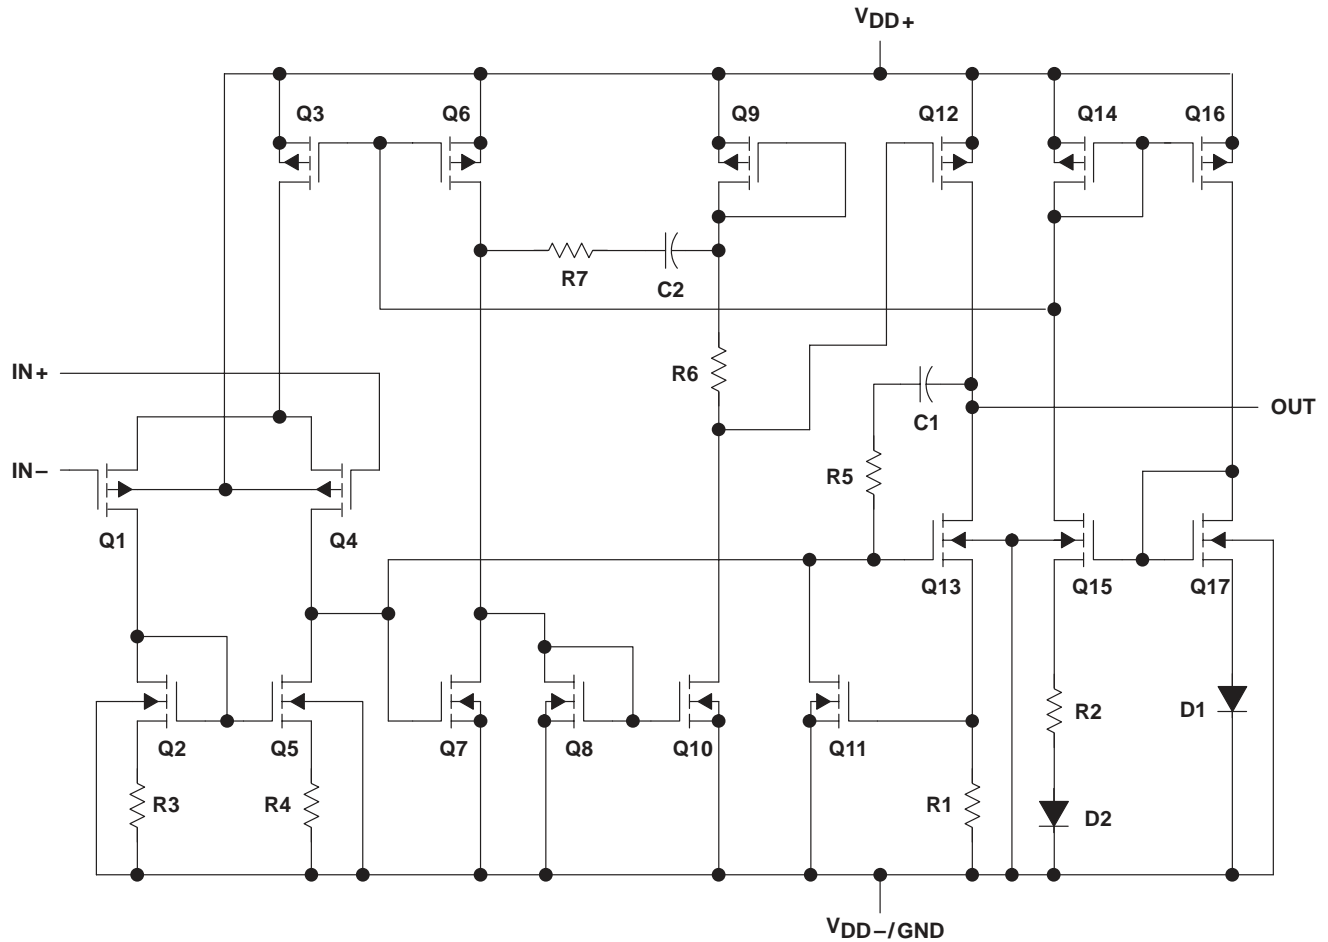 VDD+
Q3
Q6
Q9
Q12
Q14
Q16
R7
C2
IN+
R6
OUT
C1
IN−
R5
Q1
Q4
Q13
Q15
Q17
R2
D1
Q2
Q5
Q7
Q8
Q10
Q11
R3
R4
R1
D2
VDD−/GND